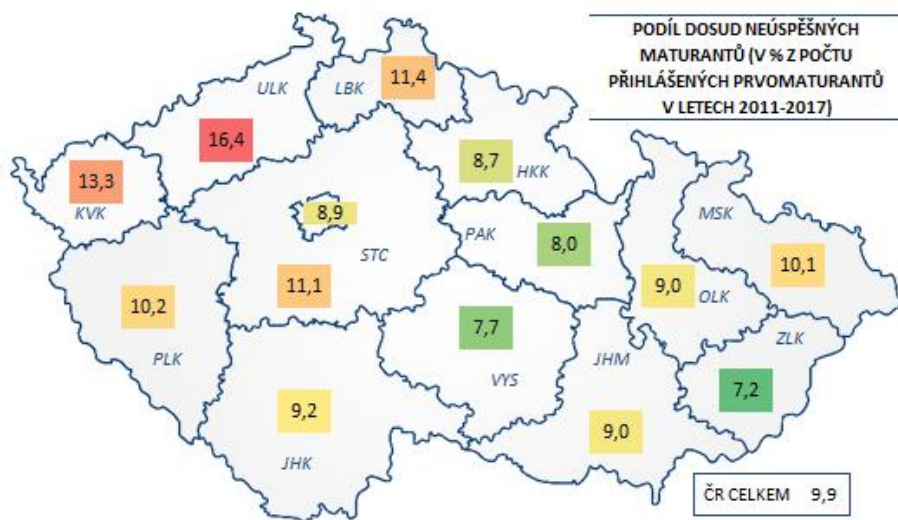 PODÍL DOSUD NEÚSPĚŠNÝCH
MATURANTŮ (V % Z POČTU
PŘIHLÁŠENÝCH PRVOMATURANTŮ
V LETECH 2011-2017)
ULK
LBK
11,4
16,4
13,3
KVK
8,7
HKK
8,9
STC
11,1
PAK
8,0
MSK
10,1
9,0
OLK
10,2
PLK
7,7
VYS
JHM
ZLK
7,2
9,2
JHK
9,0
ČR CELKEM 9,9